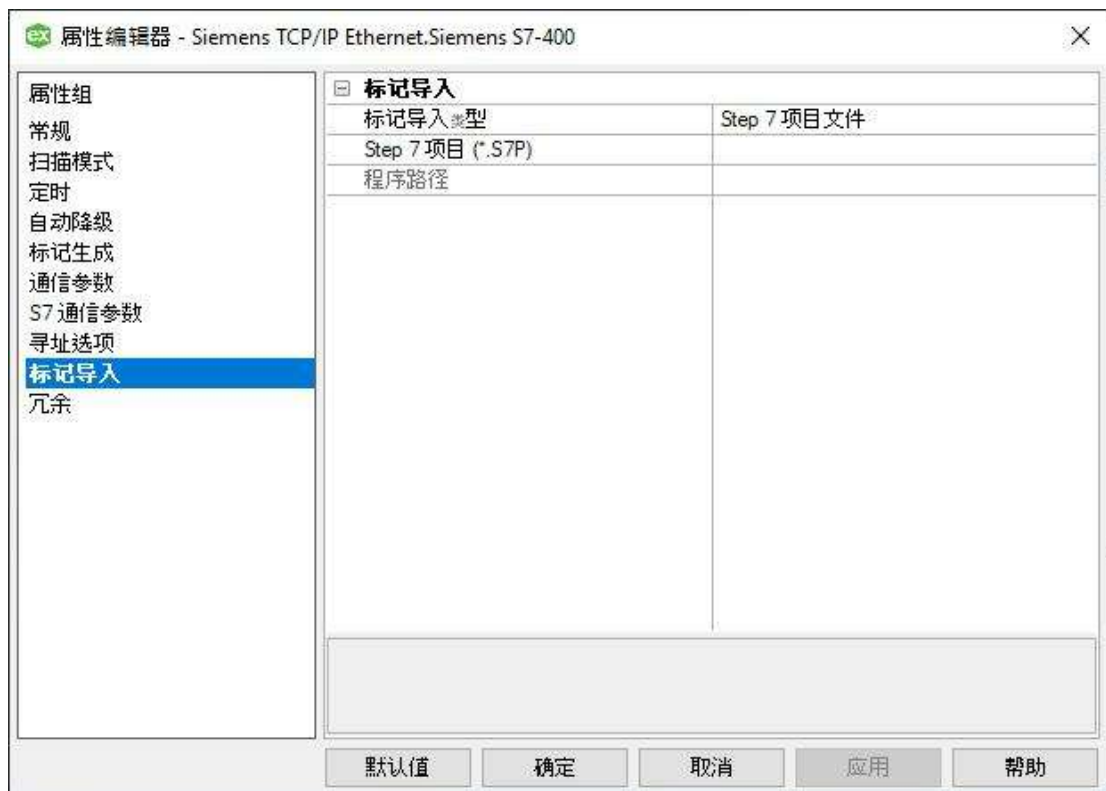 属性编辑器 - Siemens TCP/IP Ethernet.Siemens S7-400
属性组
常规
扫描模式
定时
自动降级
标记生成
通信参数
S7 通信参数
寻址选项
标记导入
冗余
标记导入
标记导入类型 Step 7 项目文件
Step 7 项目 (*.S7P)
程序路径
默认值 确定 取消 应用 帮助